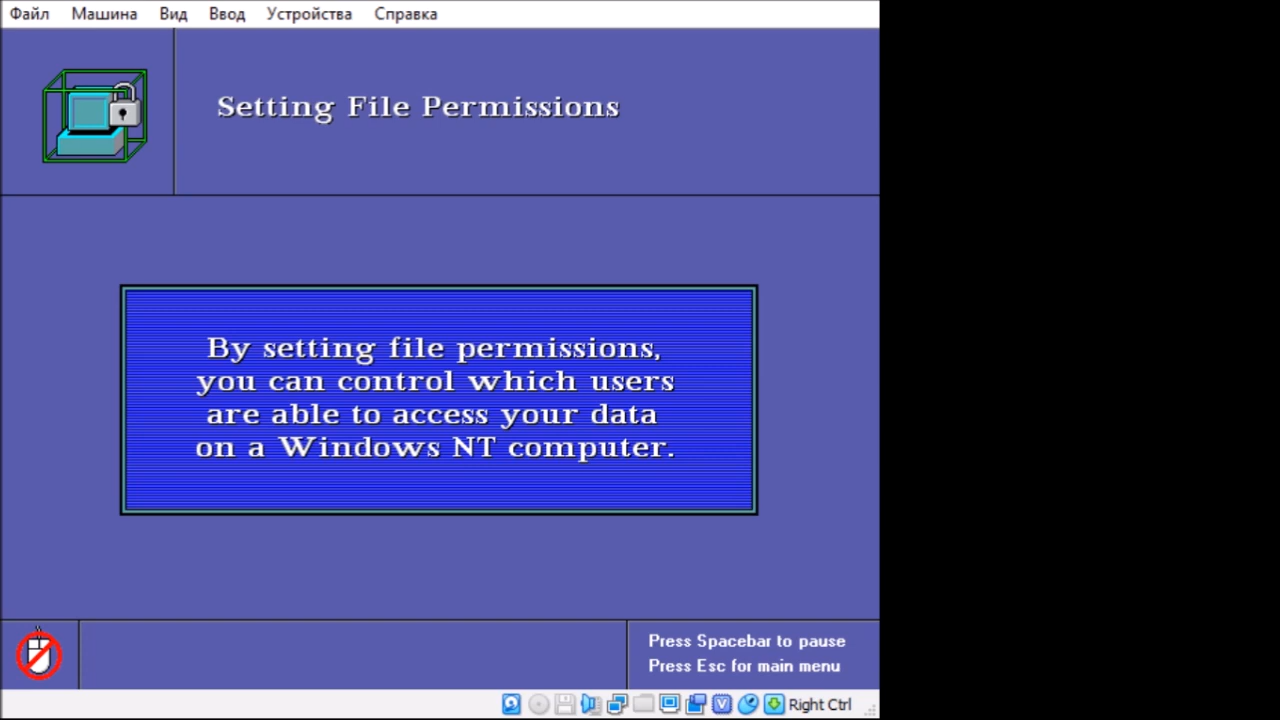 Файл Машина Вид Ввод Устройства Справка
Setting File Permissions
By setting file permissions,
you can control which users
are able to access your data
on a Windows NT computer.
Press Spacebar to pause
Press Esc for main menu
Right Ctrl